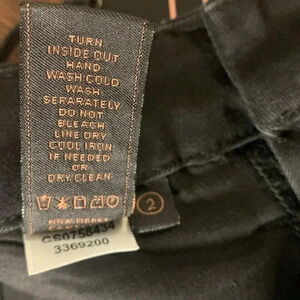 TURN
INSIDE OUT
HAND
WASH COLD
WASH
SEPARATELY
DO NOT
BLEACH
LINE DRY
COOL IRON
IF NEEDED
OR
DRY CLEAN
2
CS0758434
3369200